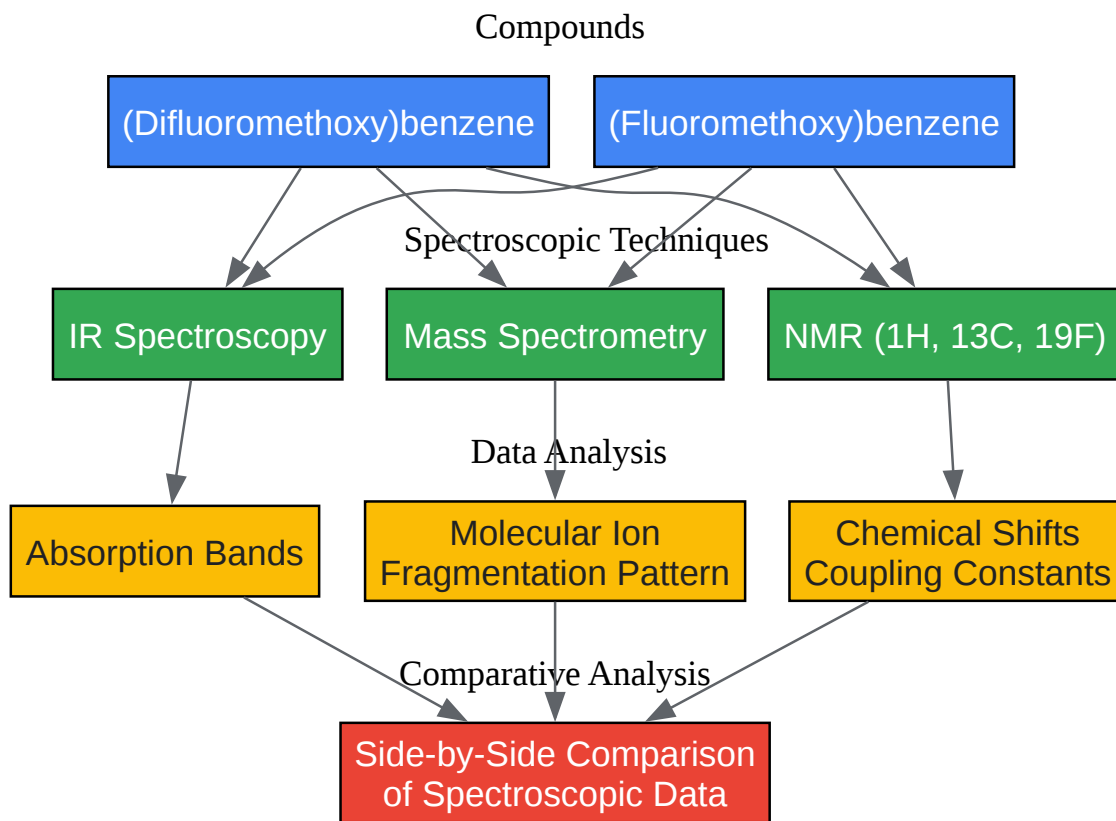 Compounds
(Difluoromethoxy)benzene
(Fluoromethoxy)benzene
Spectroscopic Techniques
IR Spectroscopy
Mass Spectrometry
NMR (1H, 13C, 19F)
Data Analysis
Absorption Bands
Molecular Ion
Fragmentation Pattern
Chemical Shifts
Coupling Constants
Comparative Analysis
Side-by-Side Comparison
of Spectroscopic Data